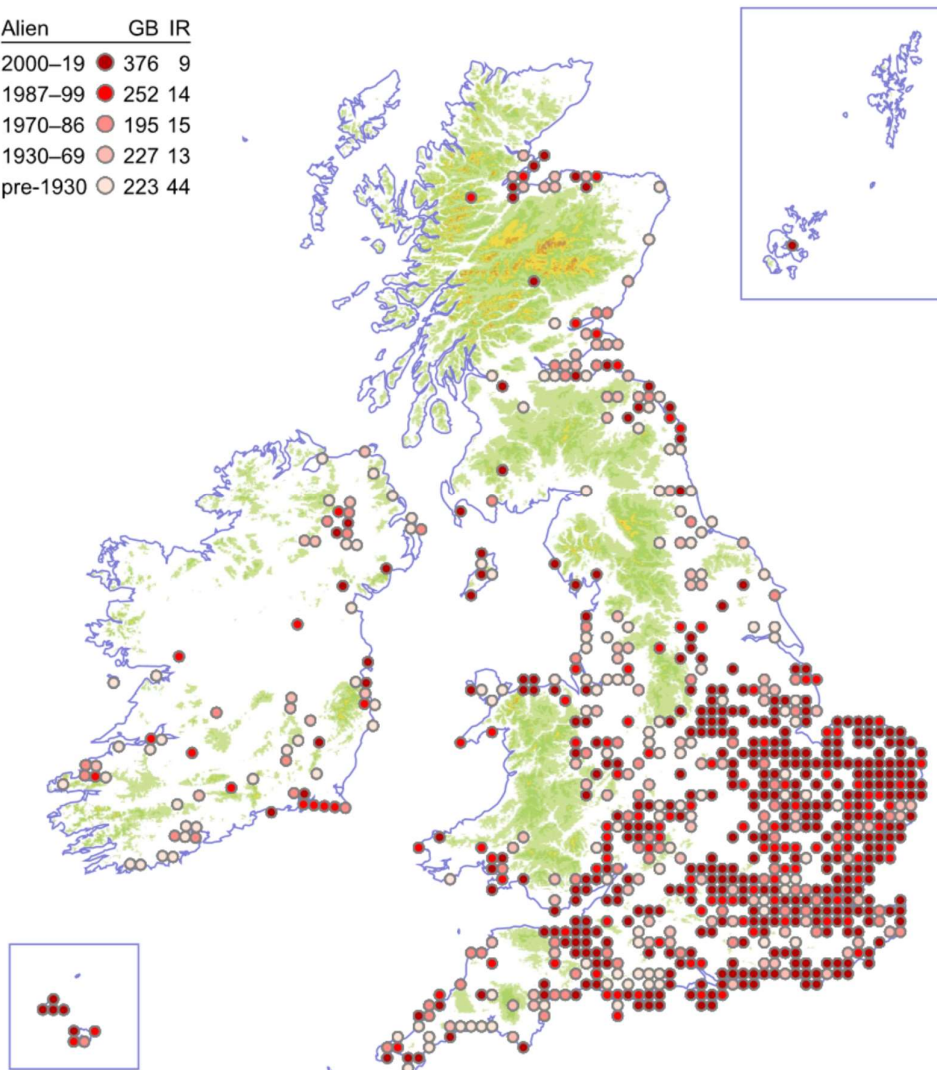 Alien GB IR
2000–19 376 9
1987–99 252 14
1970–86 195 15
1930–69 227 13
pre-1930 223 44